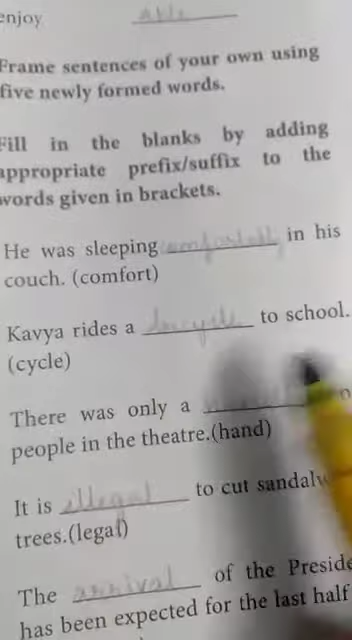 enjoy able
Frame sentences of your own using
five newly formed words.
Fill in the blanks by adding
appropriate prefix/suffix to the
words given in brackets.
He was sleeping comfortably in his
couch. (comfort)
Kavya rides a to school.
(cycle)
There was only a
people in the theatre.(hand)
It is illegal to cut
trees.(legal)
The arrival of the
has been expected for the last half